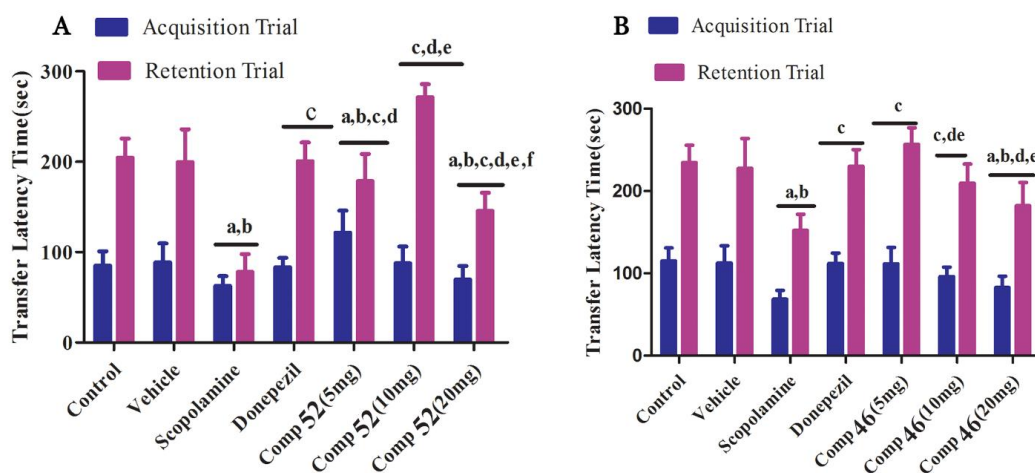 A
Acquisition Trial
Retention Trial
Transfer Latency Time(sec)
300
200
100
0
a,b
c
a,b,c,d
c,d,e
a,b,c,d,e,f
Control
Vehicle
Scopolamine
Donepezil
Comp 52(5mg)
Comp 52(10mg)
Comp 52(20mg)
B
Acquisition Trial
Retention Trial
Transfer Latency Time(sec)
300
200
100
0
a,b
c
c
c,de
a,b,d,e
Control
Vehicle
Scopolamine
Donepezil
Comp 46(5mg)
Comp 46(10mg)
Comp 46(20mg)